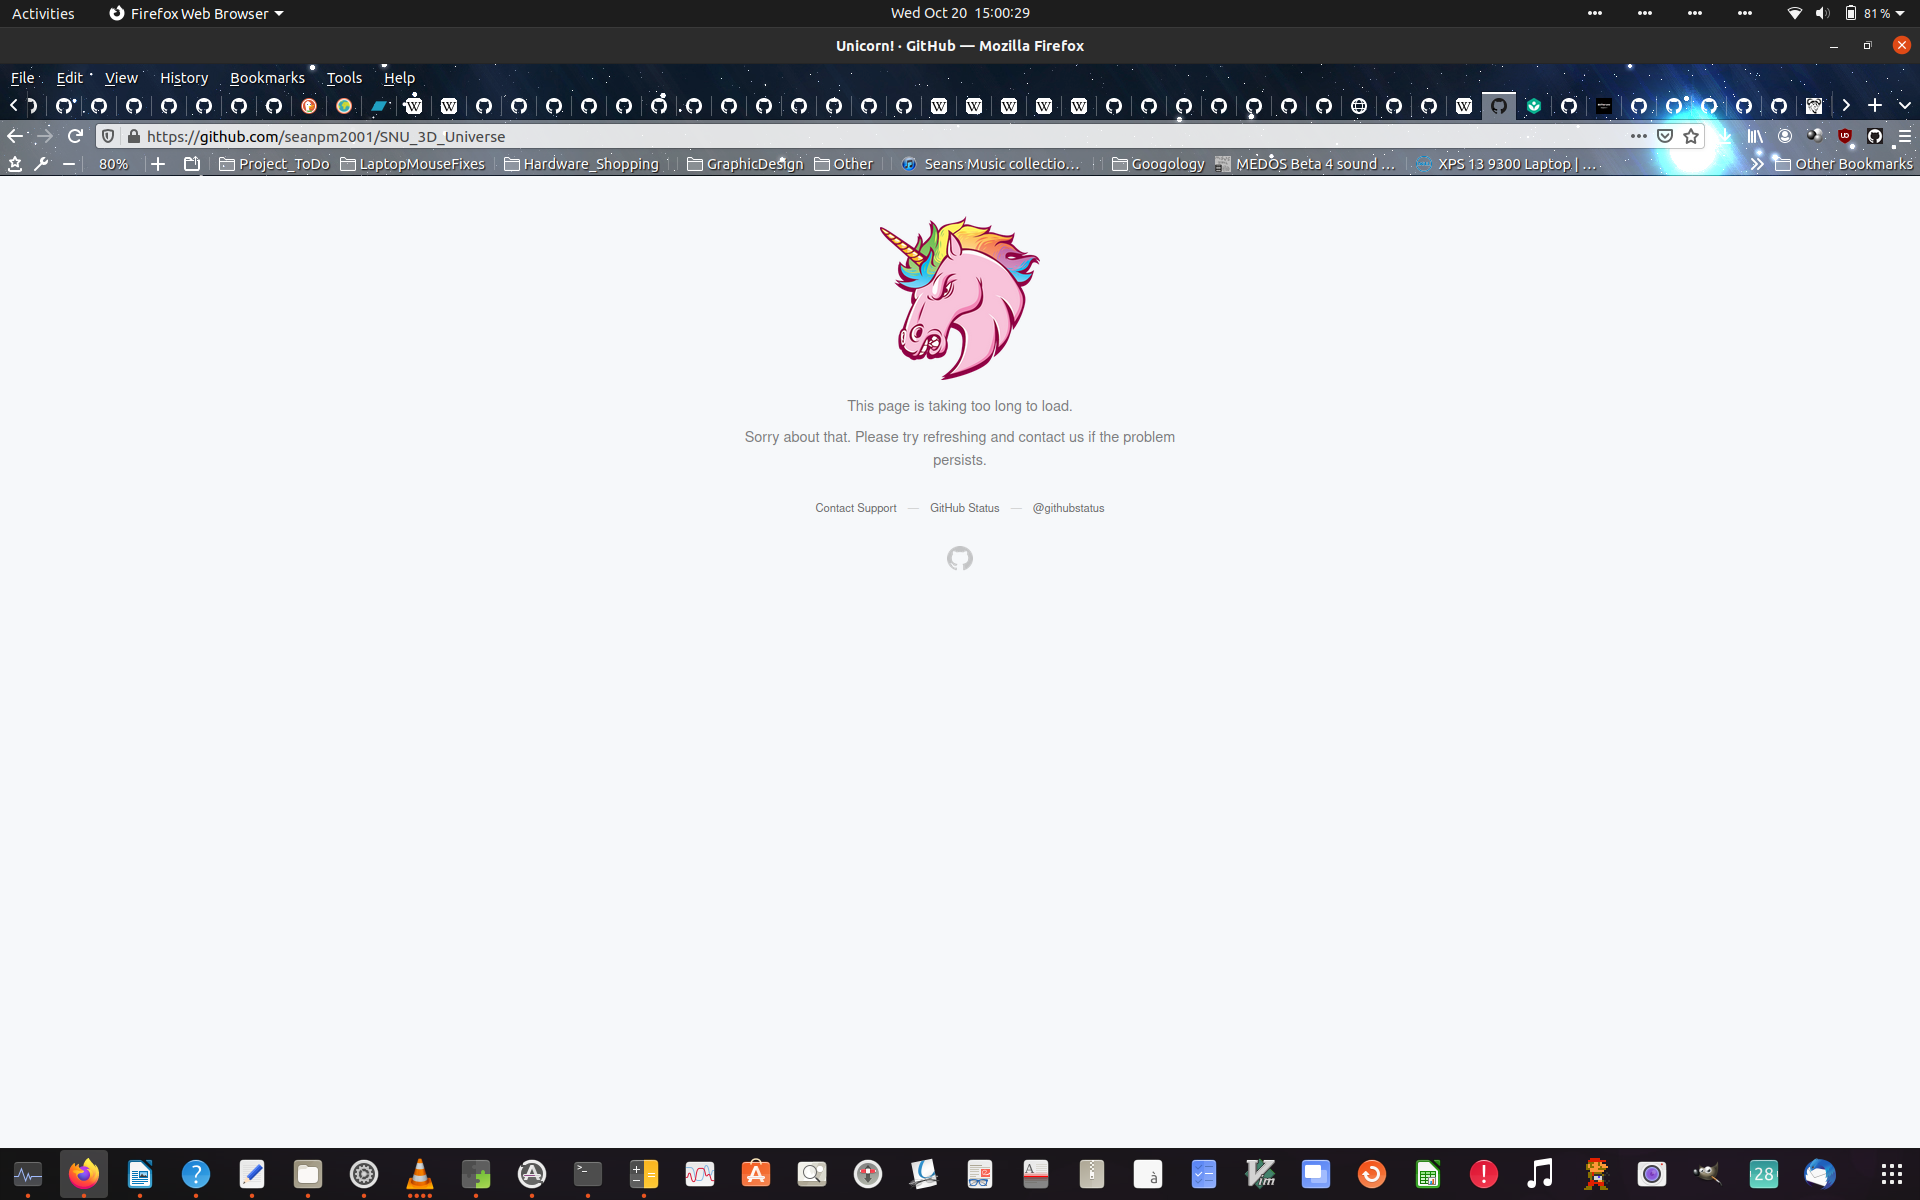 Activities
Firefox Web Browser
Wed Oct 20 15:00:29
81 %
Unicorn! · GitHub — Mozilla Firefox
File Edit View History Bookmarks Tools Help
https://github.com/seanpm2001/SNU_3D_Universe
80%
Project_ToDo
LaptopMouseFixes
Hardware_Shopping
GraphicDesign
Other
Seans Music collectio…
Googology
MEDOS Beta 4 sound …
XPS 13 9300 Laptop | …
Other Bookmarks
This page is taking too long to load.
Sorry about that. Please try refreshing and contact us if the problem
persists.
Contact Support — GitHub Status — @githubstatus
28